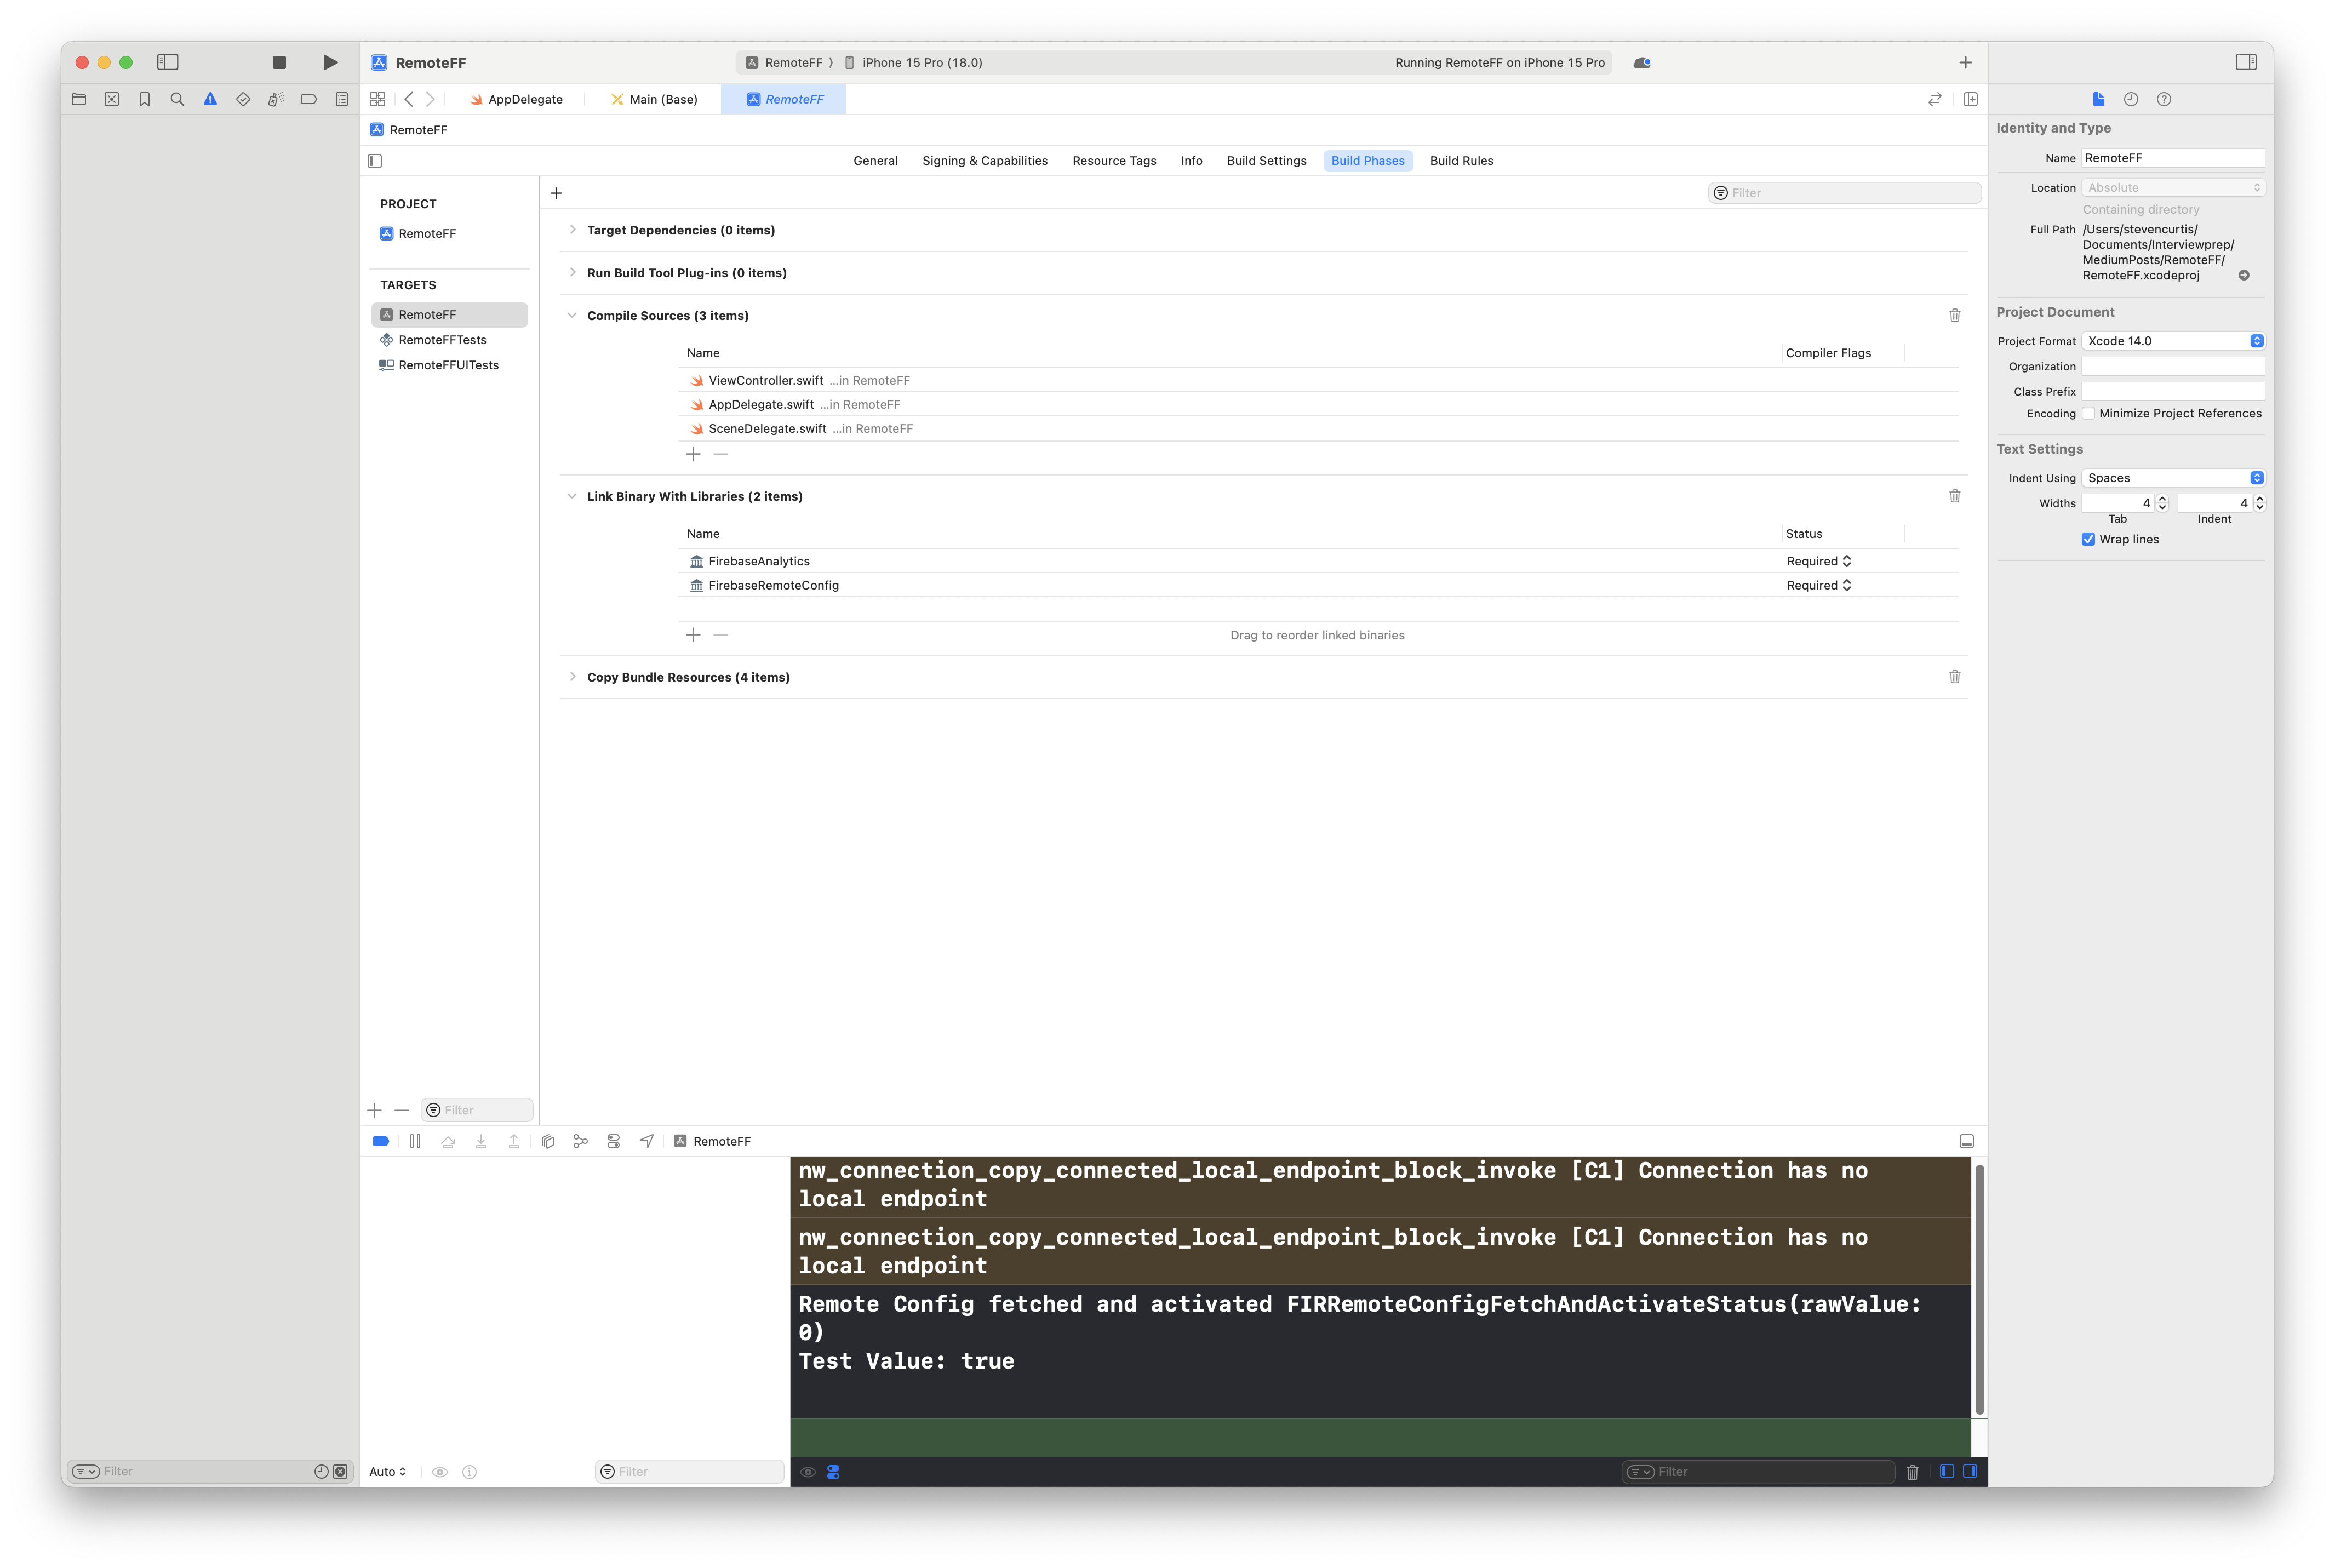 RemoteFF
RemoteFF ⟩ iPhone 15 Pro (18.0)
Running RemoteFF on iPhone 15 Pro
AppDelegate
Main (Base)
RemoteFF
RemoteFF
General Signing & Capabilities Resource Tags Info Build Settings Build Phases Build Rules
PROJECT
RemoteFF
TARGETS
RemoteFF
RemoteFFTests
RemoteFFUITests
Filter
Filter
Target Dependencies (0 items)
Run Build Tool Plug-ins (0 items)
Compile Sources (3 items)
Name Compiler Flags
ViewController.swift ...in RemoteFF
AppDelegate.swift ...in RemoteFF
SceneDelegate.swift ...in RemoteFF
Link Binary With Libraries (2 items)
Name Status
FirebaseAnalytics Required
FirebaseRemoteConfig Required
Drag to reorder linked binaries
Copy Bundle Resources (4 items)
Identity and Type
Name RemoteFF
Location Absolute
Containing directory
Full Path /Users/stevencurtis/
Documents/Interviewprep/
MediumPosts/RemoteFF/
RemoteFF.xcodeproj
Project Document
Project Format Xcode 14.0
Organization
Class Prefix
Encoding Minimize Project References
Text Settings
Indent Using Spaces
Widths 4 4
Tab Indent
Wrap lines
RemoteFF
nw_connection_copy_connected_local_endpoint_block_invoke [C1] Connection has no
local endpoint
nw_connection_copy_connected_local_endpoint_block_invoke [C1] Connection has no
local endpoint
Remote Config fetched and activated FIRRemoteConfigFetchAndActivateStatus(rawValue:
0)
Test Value: true
Filter
Auto
Filter
Filter